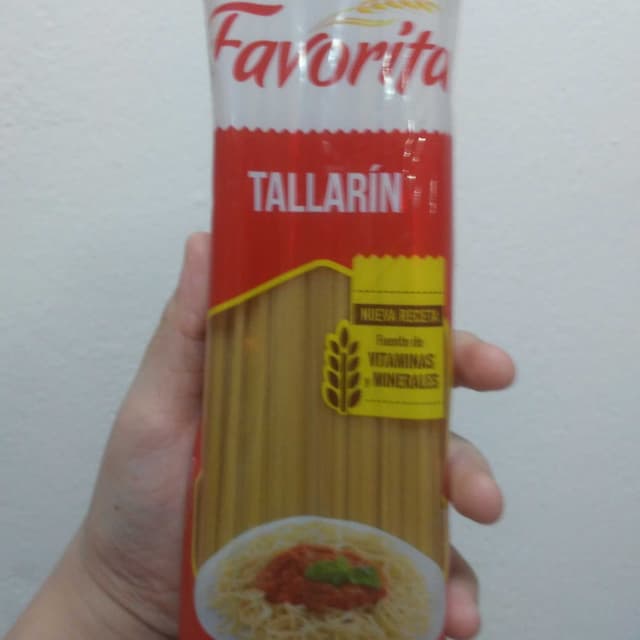 Favorita
TALLARÍN
NUEVA RECETA
Fuente de
VITAMINAS
y MINERALES